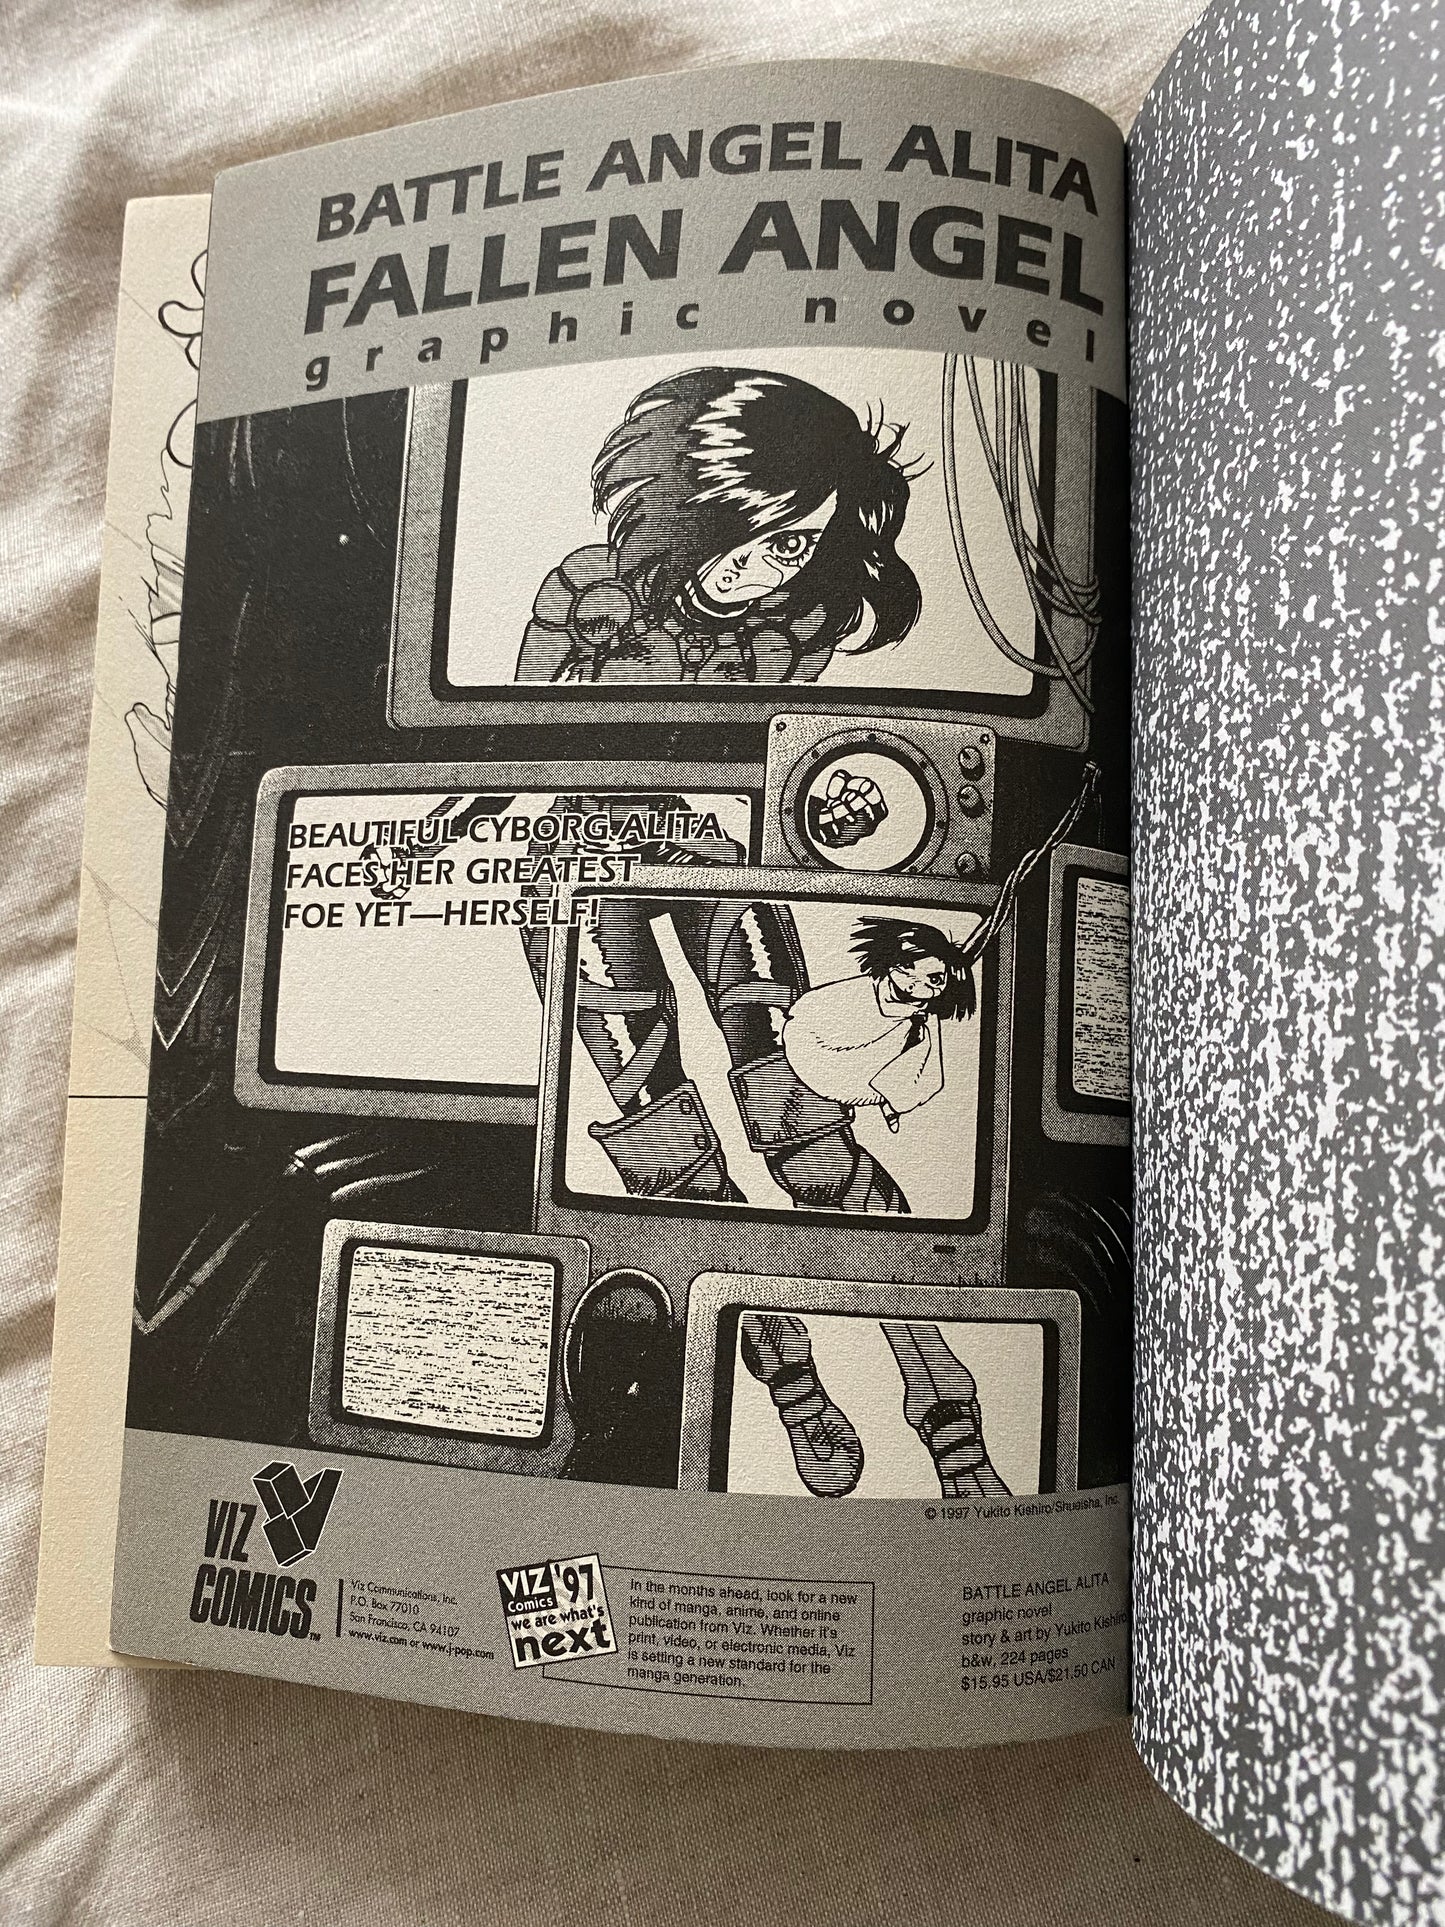 BATTLE ANGEL ALITA
FALLEN ANGEL
graphic novel
BEAUTIFUL CYBORG ALITA
FACES HER GREATEST
FOE YET—HERSELF!
© 1997 Yukito Kishiro/Shueisha, Inc.
VIZ
COMICS™
Viz Communications, Inc.
P.O. Box 77010
San Francisco, CA 94107
www.viz.com or www.j-pop.com
VIZ
Comics
'97
we are what's
next
In the months ahead, look for a new
kind of manga, anime, and online
publication from Viz. Whether it's
print, video, or electronic media, Viz
is setting a new standard for the
manga generation.
BATTLE ANGEL ALITA
graphic novel
story & art by Yukito Kishiro
b&w, 224 pages
$15.95 USA/$21.50 CAN